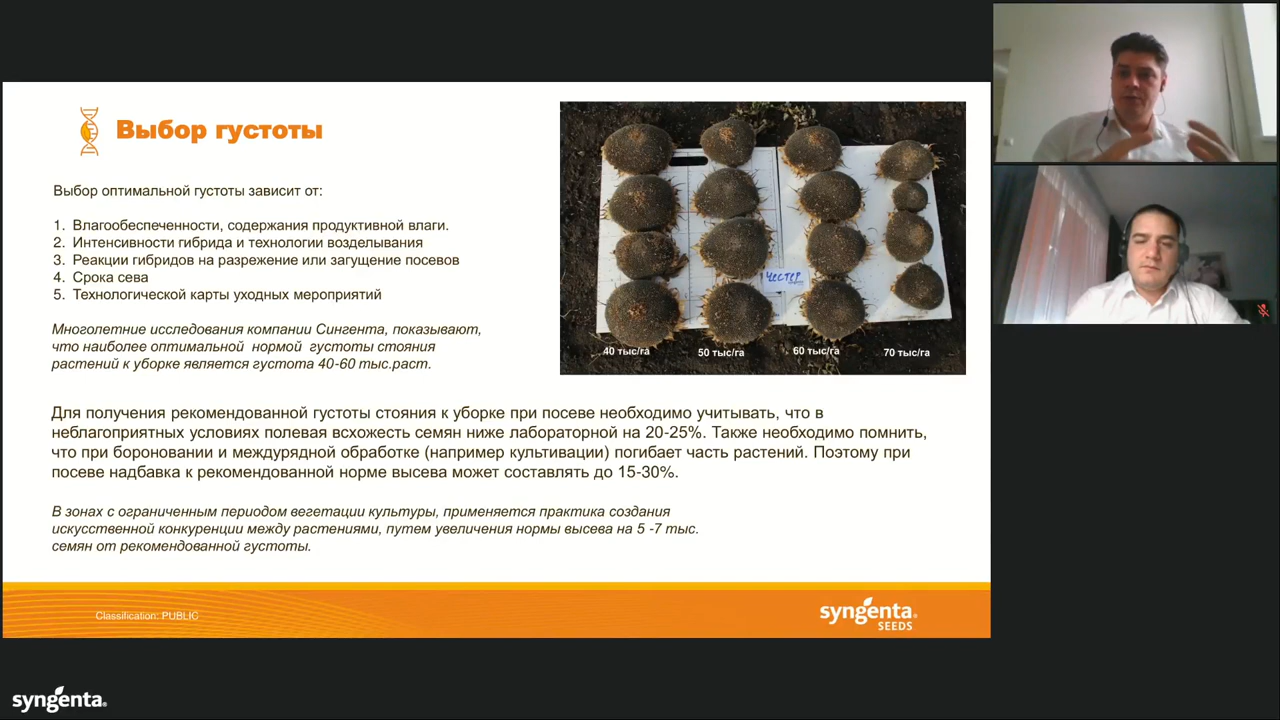 Выбор густоты
Выбор оптимальной густоты зависит от:
1. Влагообеспеченности, содержания продуктивной влаги.
2. Интенсивности гибрида и технологии возделывания
3. Реакции гибридов на разрежение или загущение посевов
4. Срока сева
5. Технологической карты уходных мероприятий
Многолетние исследования компании Сингента, показывают,
что наиболее оптимальной нормой густоты стояния
растений к уборке является густота 40-60 тыс.раст.
ЧЕСТЕР
40 тыс/га
50 тыс/га
60 тыс/га
70 тыс/га
Для получения рекомендованной густоты стояния к уборке при посеве необходимо учитывать, что в
неблагоприятных условиях полевая всхожесть семян ниже лабораторной на 20-25%. Также необходимо помнить,
что при бороновании и междурядной обработке (например культивации) погибает часть растений. Поэтому при
посеве надбавка к рекомендованной норме высева может составлять до 15-30%.
В зонах с ограниченным периодом вегетации культуры, применяется практика создания
искусственной конкуренции между растениями, путем увеличения нормы высева на 5 -7 тыс.
семян от рекомендованной густоты.
Classification: PUBLIC
syngenta®
SEEDS
syngenta®